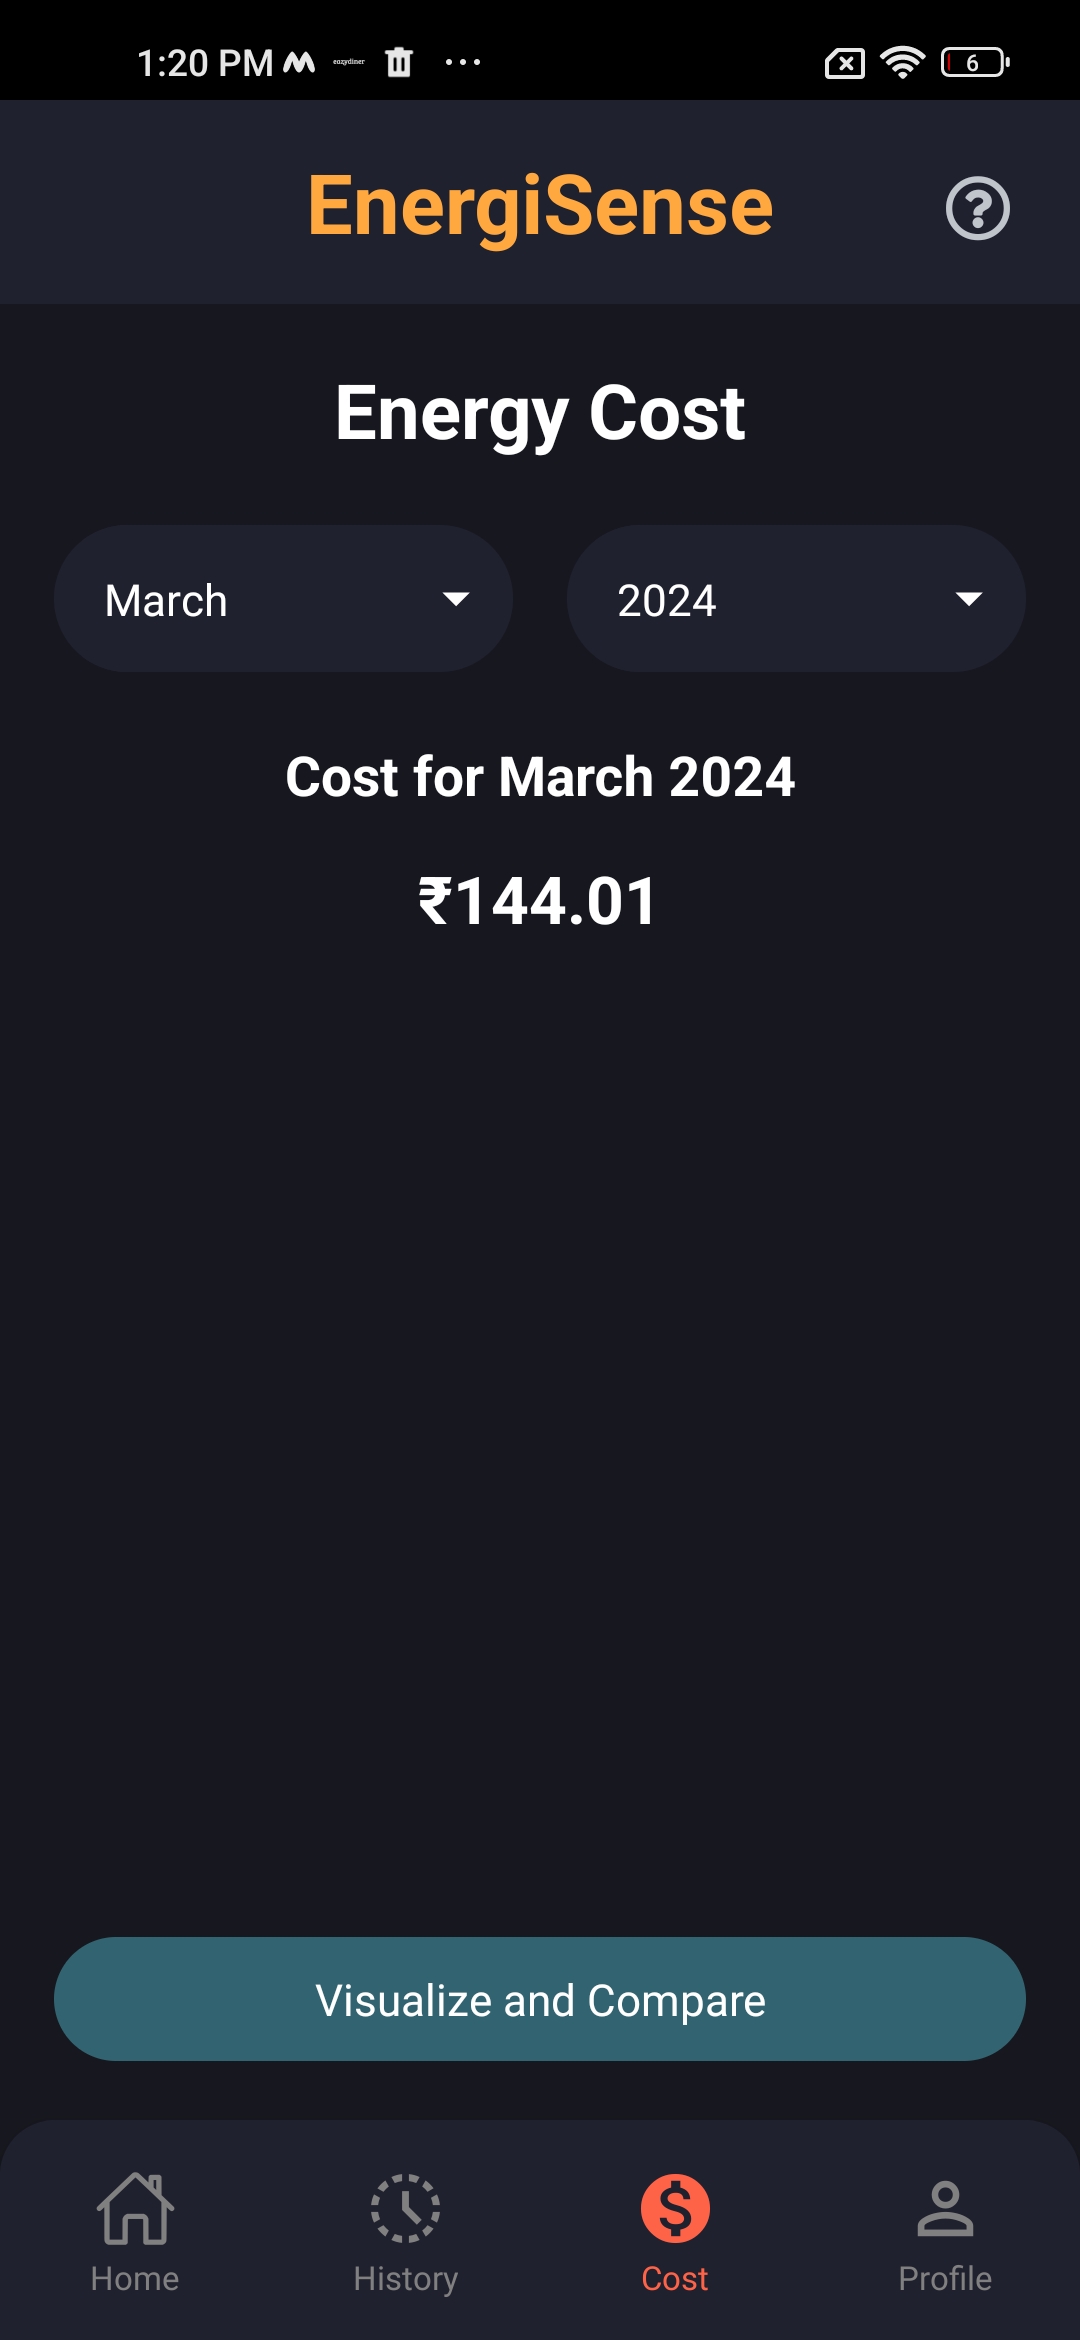 1:20 PM eazydiner 6
EnergiSense
Energy Cost
March 2024
Cost for March 2024
₹144.01
Visualize and Compare
Home History Cost Profile